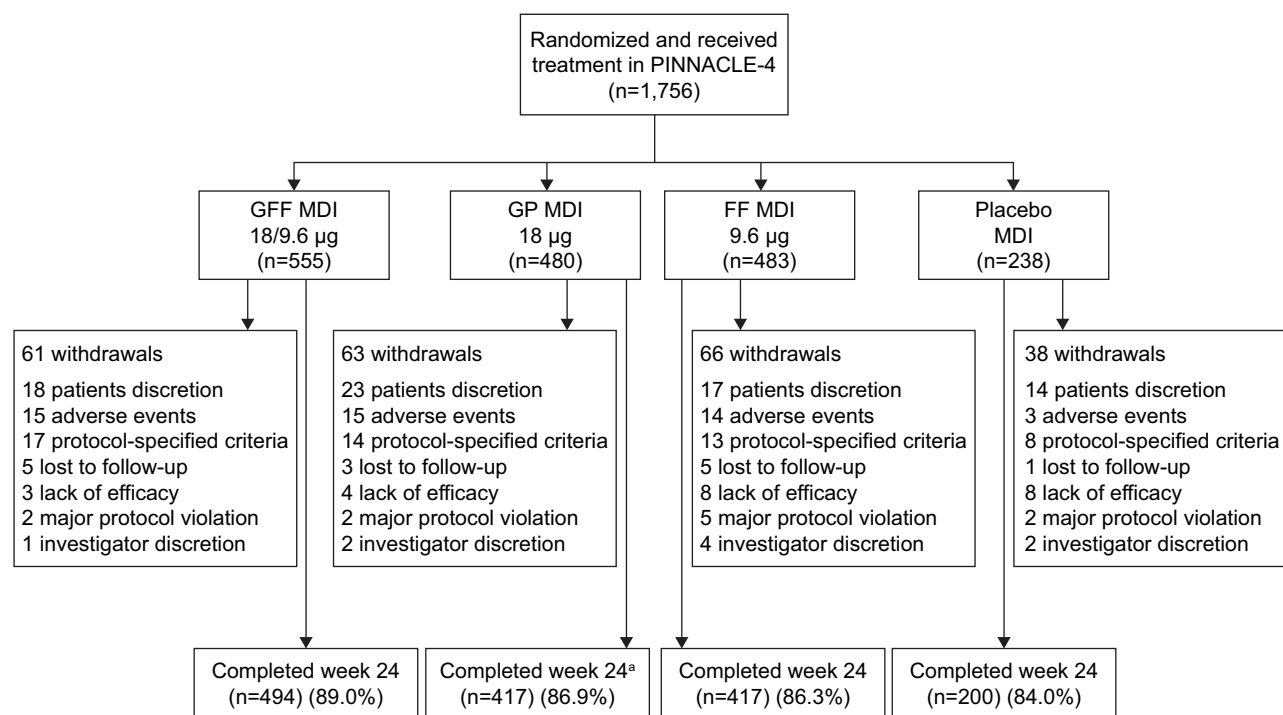 Randomized and received
treatment in PINNACLE-4
(n=1,756)
GFF MDI
18/9.6 µg
(n=555)
GP MDI
18 µg
(n=480)
FF MDI
9.6 µg
(n=483)
Placebo
MDI
(n=238)
61 withdrawals
18 patients discretion
15 adverse events
17 protocol-specified criteria
5 lost to follow-up
3 lack of efficacy
2 major protocol violation
1 investigator discretion
63 withdrawals
23 patients discretion
15 adverse events
14 protocol-specified criteria
3 lost to follow-up
4 lack of efficacy
2 major protocol violation
2 investigator discretion
66 withdrawals
17 patients discretion
14 adverse events
13 protocol-specified criteria
5 lost to follow-up
8 lack of efficacy
5 major protocol violation
4 investigator discretion
38 withdrawals
14 patients discretion
3 adverse events
8 protocol-specified criteria
1 lost to follow-up
8 lack of efficacy
2 major protocol violation
2 investigator discretion
Completed week 24
(n=494) (89.0%)
Completed week 24ᵃ
(n=417) (86.9%)
Completed week 24
(n=417) (86.3%)
Completed week 24
(n=200) (84.0%)